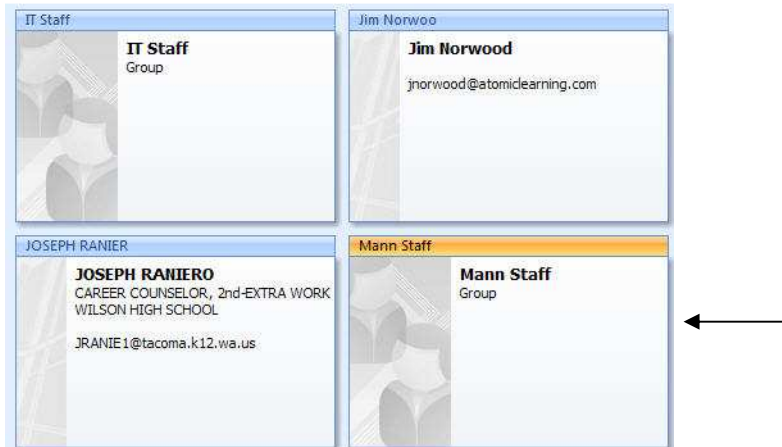 IT Staff
IT Staff
Group
Jim Norwoo
Jim Norwood
jnorwood@atomiclearning.com
JOSEPH RANIER
JOSEPH RANIERO
CAREER COUNSELOR, 2nd-EXTRA WORK
WILSON HIGH SCHOOL
JRANIE1@tacoma.k12.wa.us
Mann Staff
Mann Staff
Group